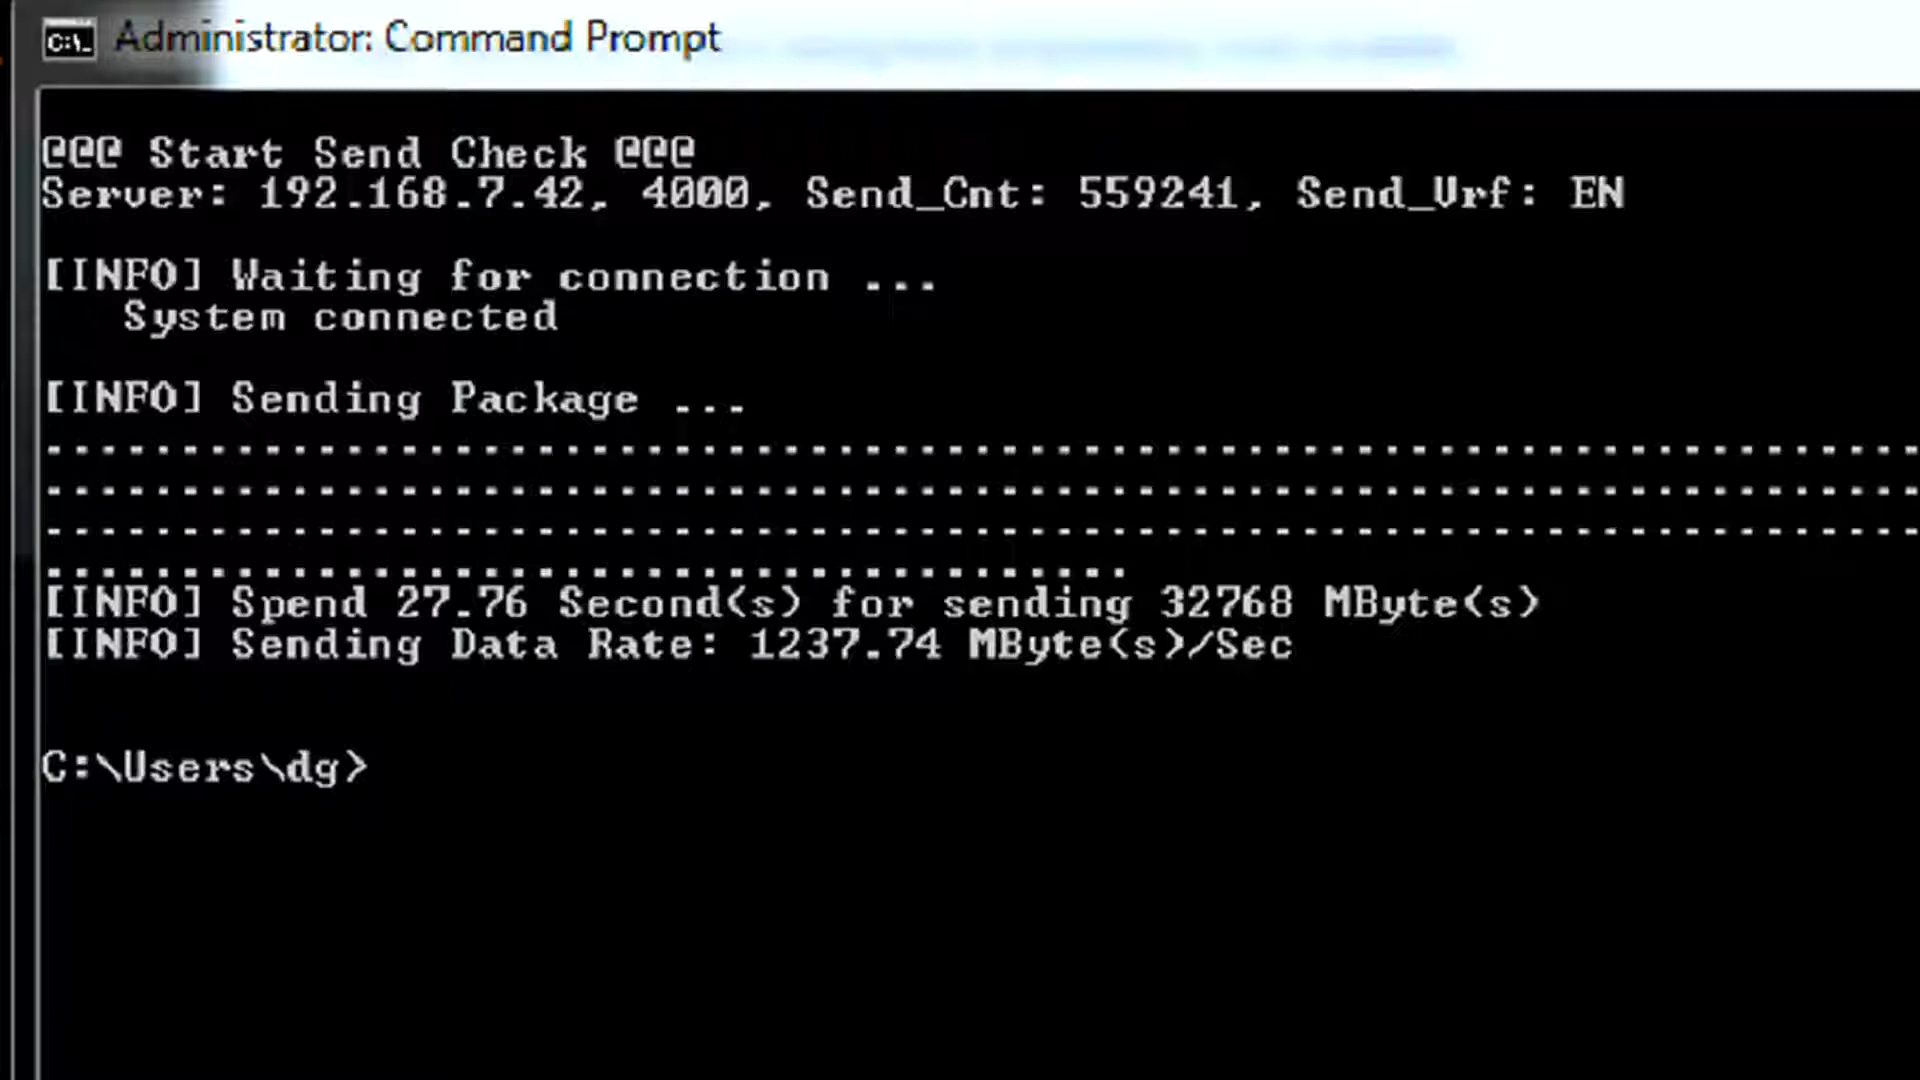 C:\. Administrator: Command Prompt
@@@ Start Send Check @@@
Server: 192.168.7.42, 4000, Send_Cnt: 559241, Send_Vrf: EN
[INFO] Waiting for connection ...
System connected
[INFO] Sending Package ...
.....................................................................
.....................................................................
.....................................................................
........................................
[INFO] Spend 27.76 Second(s) for sending 32768 MByte(s)
[INFO] Sending Data Rate: 1237.74 MByte(s)/Sec
C:\Users\dg>